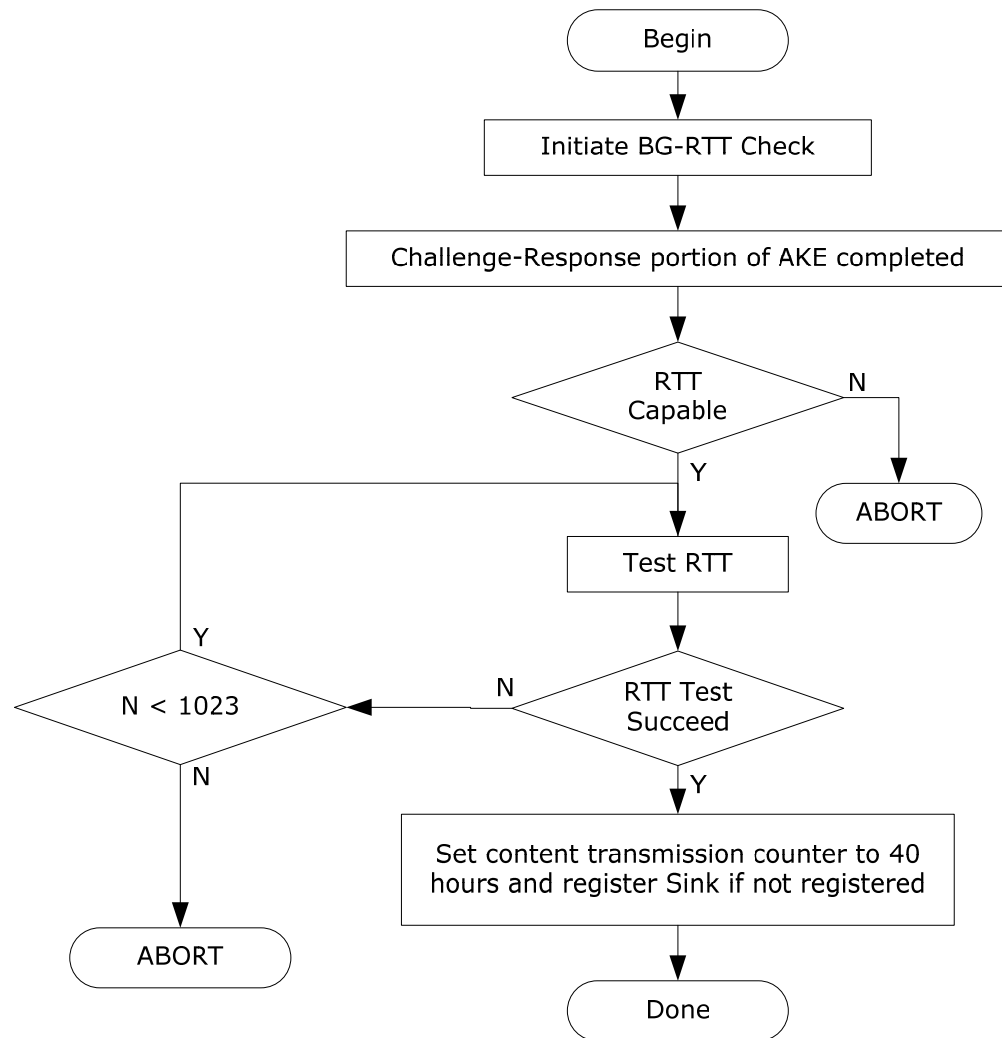 Begin
Initiate BG-RTT Check
Challenge-Response portion of AKE completed
RTT
Capable
N
Y
ABORT
Test RTT
Y
N < 1023
N
RTT Test
Succeed
N
Y
Set content transmission counter to 40
hours and register Sink if not registered
ABORT
Done